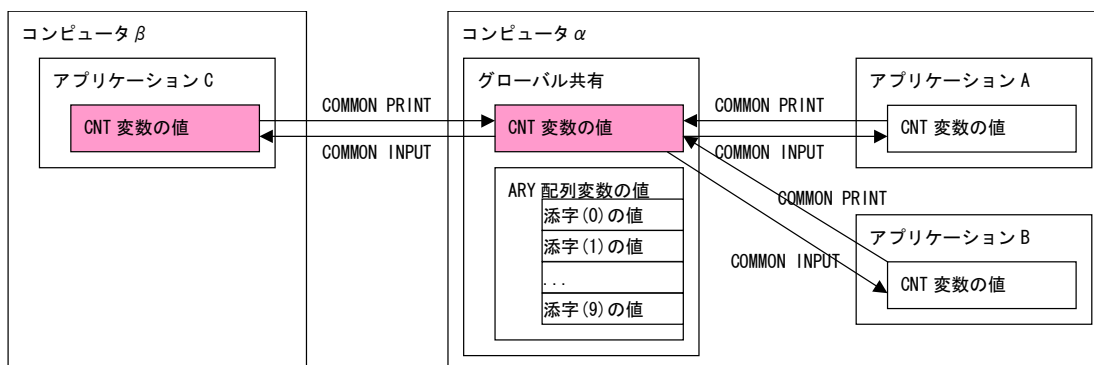 コンピュータβ
アプリケーション C
CNT 変数の値
COMMON PRINT
COMMON INPUT
コンピュータα
グローバル共有
CNT 変数の値
ARY 配列変数の値
添字(0)の値
添字(1)の値
...
添字(9)の値
COMMON PRINT
COMMON INPUT
アプリケーション A
CNT 変数の値
COMMON PRINT
COMMON INPUT
アプリケーション B
CNT 変数の値